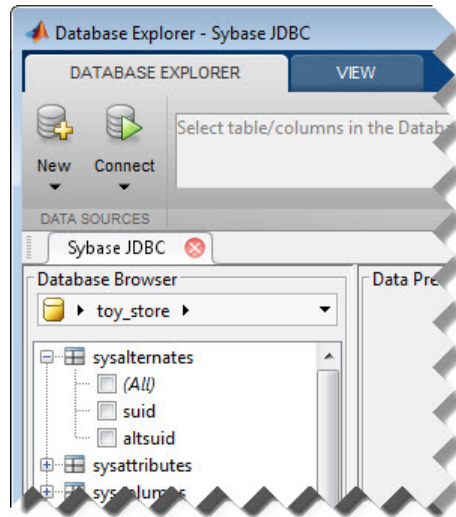 Database Explorer - Sybase JDBC
DATABASE EXPLORER VIEW
Select table/columns in the Datab
New Connect
DATA SOURCES
Sybase JDBC
Database Browser Data Pre
toy_store
sysalternates
(All)
suid
altsuid
sysattributes